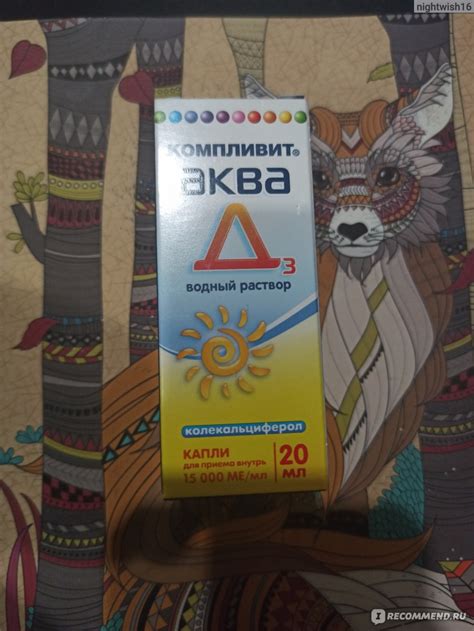 nightwish16
КОМПЛИВИТ®
аква
Д3
водный раствор
колекальциферол
КАПЛИ
для приема внутрь
15 000 МЕ/мл
20
мл
I RECOMMEND.RU